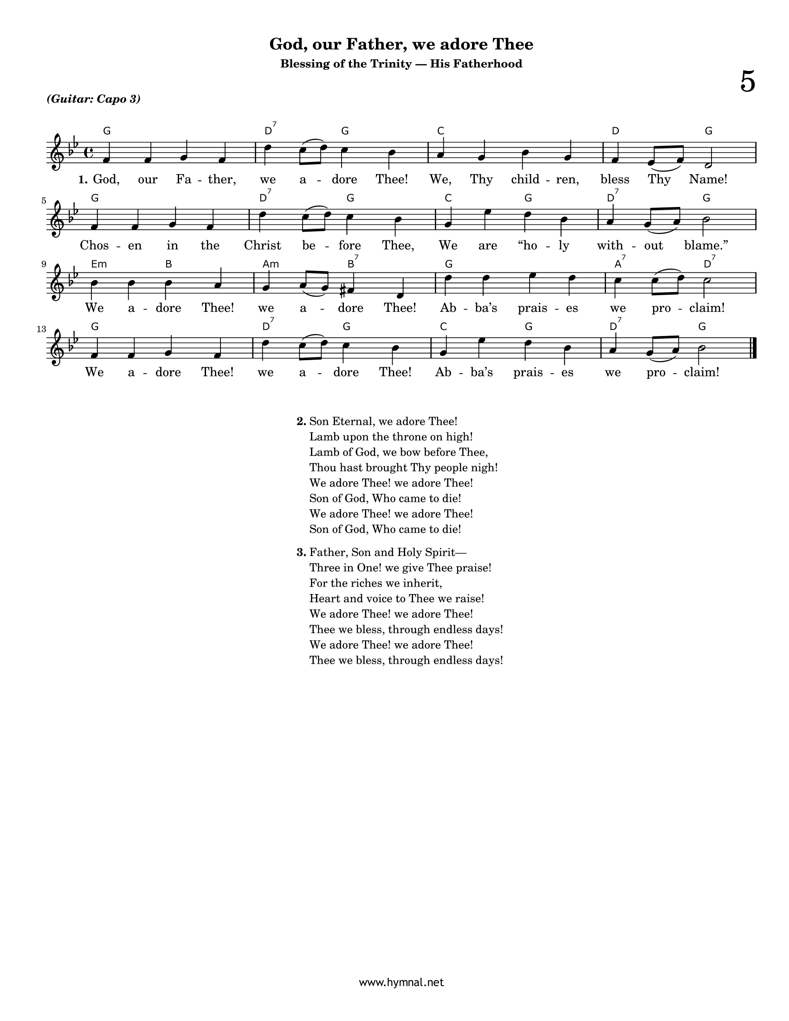 God, our Father, we adore Thee
Blessing of the Trinity — His Fatherhood
5
(Guitar: Capo 3)
G D7 G C D G
1. God, our Fa - ther, we a - dore Thee! We, Thy child - ren, bless Thy Name!
5
G D7 G C G D7 G
Chos - en in the Christ be - fore Thee, We are “ho - ly with - out blame.”
9
Em B Am B7 G A7 D7
We a - dore Thee! we a - dore Thee! Ab - ba’s prais - es we pro - claim!
13
G D7 G C G D7 G
We a - dore Thee! we a - dore Thee! Ab - ba’s prais - es we pro - claim!
2. Son Eternal, we adore Thee!
Lamb upon the throne on high!
Lamb of God, we bow before Thee,
Thou hast brought Thy people nigh!
We adore Thee! we adore Thee!
Son of God, Who came to die!
We adore Thee! we adore Thee!
Son of God, Who came to die!
3. Father, Son and Holy Spirit—
Three in One! we give Thee praise!
For the riches we inherit,
Heart and voice to Thee we raise!
We adore Thee! we adore Thee!
Thee we bless, through endless days!
We adore Thee! we adore Thee!
Thee we bless, through endless days!
www.hymnal.net